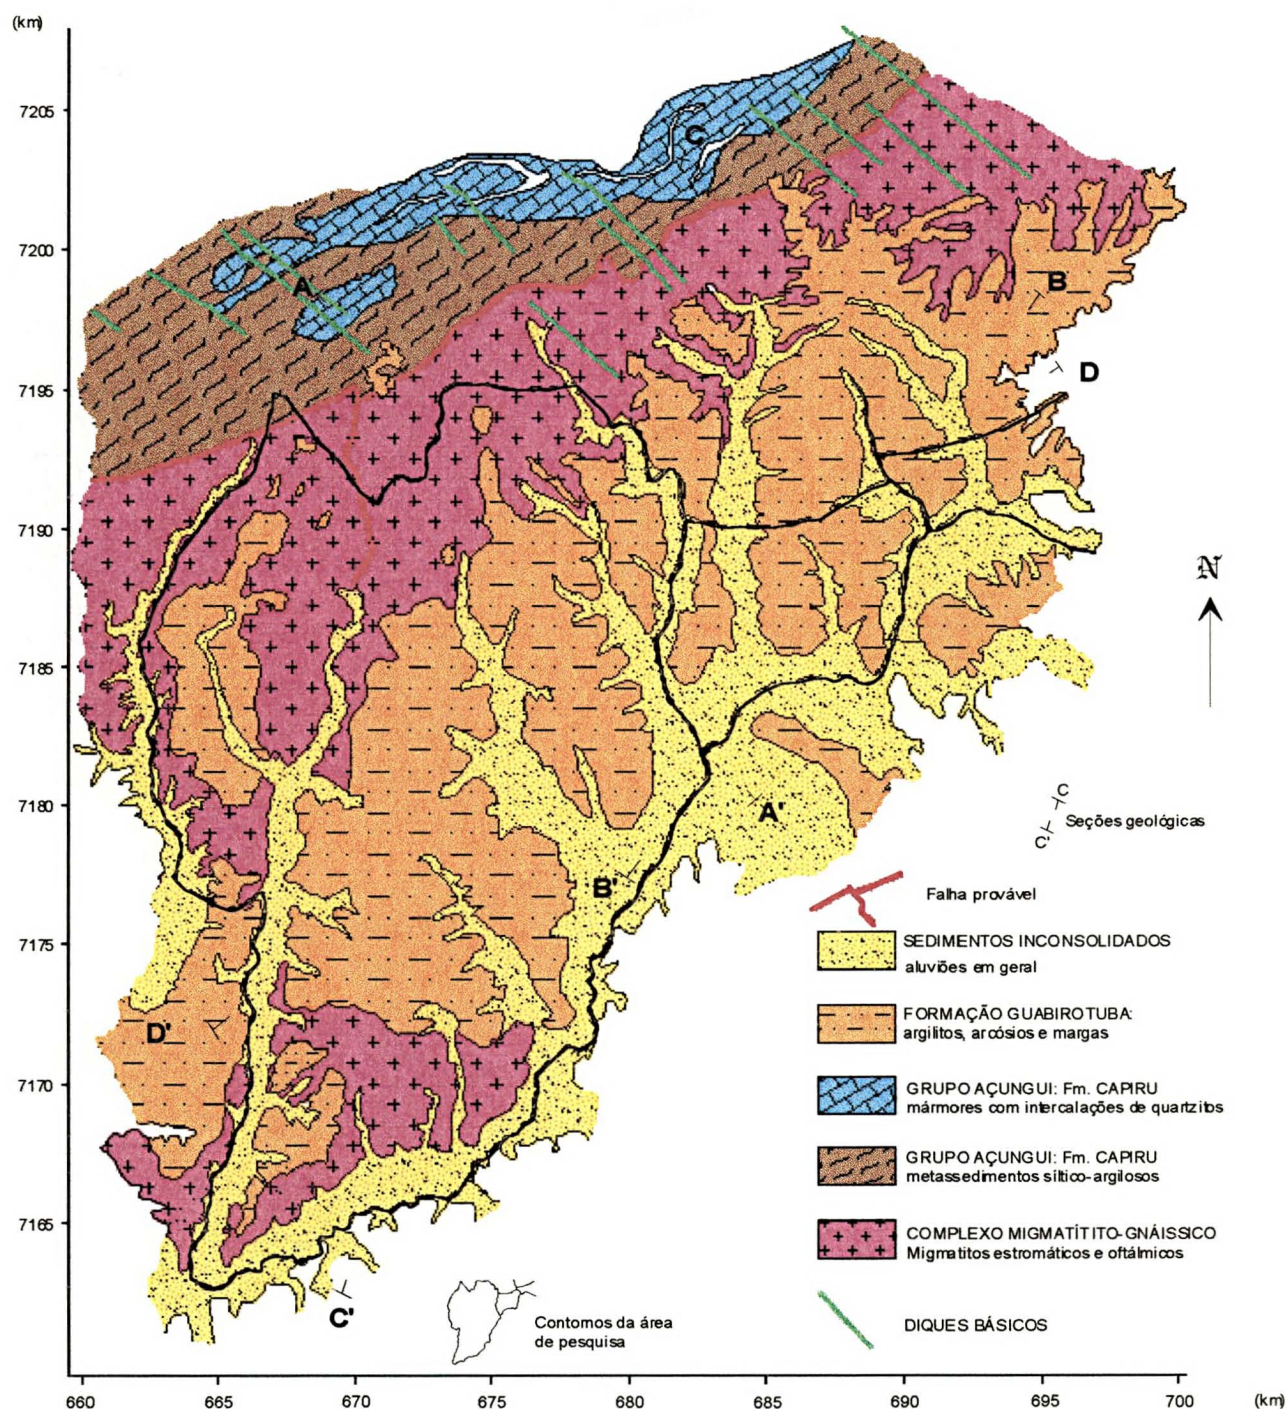 (km)
7205
C
7200
A
B
7195
D
7190
N
7185
7180
A'
C
C'
Seções geológicas
B'
Falha provável
7175
SEDIMENTOS INCONSOLIDADOS
aluviões em geral
D'
FORMAÇÃO GUABIROTUBA:
argilitos, arcósios e margas
7170
GRUPO AÇUNGUI: Fm. CAPIRU
mármores com intercalações de quartzitos
GRUPO AÇUNGUI: Fm. CAPIRU
metassedimentos síltico-argilosos
7165
COMPLEXO MIGMATÍTITO-GNÁISSICO
Migmatitos estromáticos e oftálmicos
C'
Contornos da área
de pesquisa
DIQUES BÁSICOS
660 665 670 675 680 685 690 695 700 (km)